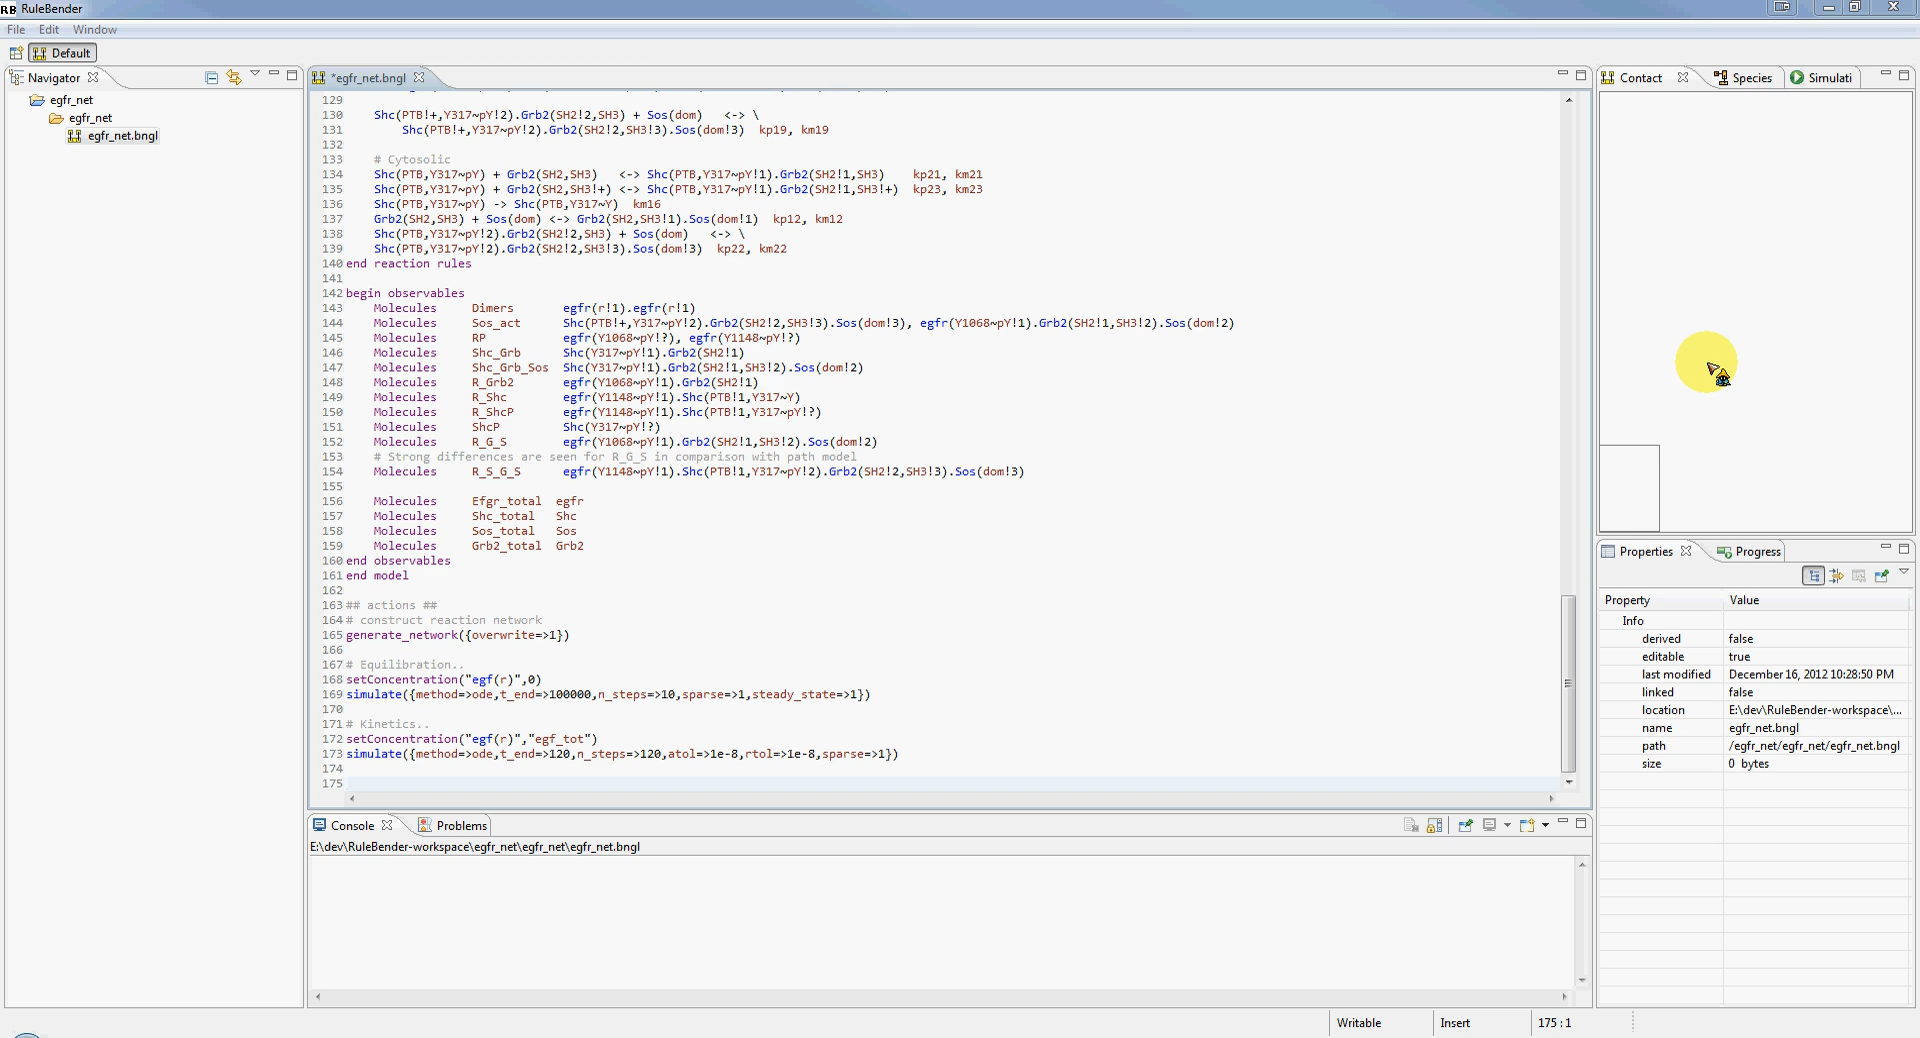 RB RuleBender
File Edit Window
Default
Navigator
egfr_net
egfr_net
egfr_net.bngl
*egfr_net.bngl
129
130 Shc(PTB!+,Y317~pY!2).Grb2(SH2!2,SH3) + Sos(dom) <-> \
131 Shc(PTB!+,Y317~pY!2).Grb2(SH2!2,SH3!3).Sos(dom!3) kp19, km19
132
133 # Cytosolic
134 Shc(PTB,Y317~pY) + Grb2(SH2,SH3) <-> Shc(PTB,Y317~pY!1).Grb2(SH2!1,SH3) kp21, km21
135 Shc(PTB,Y317~pY) + Grb2(SH2,SH3!+) <-> Shc(PTB,Y317~pY!1).Grb2(SH2!1,SH3!+) kp23, km23
136 Shc(PTB,Y317~pY) -> Shc(PTB,Y317~Y) km16
137 Grb2(SH2,SH3) + Sos(dom) <-> Grb2(SH2,SH3!1).Sos(dom!1) kp12, km12
138 Shc(PTB,Y317~pY!2).Grb2(SH2!2,SH3) + Sos(dom) <-> \
139 Shc(PTB,Y317~pY!2).Grb2(SH2!2,SH3!3).Sos(dom!3) kp22, km22
140 end reaction rules
141
142 begin observables
143 Molecules Dimers egfr(r!1).egfr(r!1)
144 Molecules Sos_act Shc(PTB!+,Y317~pY!2).Grb2(SH2!2,SH3!3).Sos(dom!3), egfr(Y1068~pY!1).Grb2(SH2!1,SH3!2).Sos(dom!2)
145 Molecules RP egfr(Y1068~pY!?), egfr(Y1148~pY!?)
146 Molecules Shc_Grb Shc(Y317~pY!1).Grb2(SH2!1)
147 Molecules Shc_Grb_Sos Shc(Y317~pY!1).Grb2(SH2!1,SH3!2).Sos(dom!2)
148 Molecules R_Grb2 egfr(Y1068~pY!1).Grb2(SH2!1)
149 Molecules R_Shc egfr(Y1148~pY!1).Shc(PTB!1,Y317~Y)
150 Molecules R_ShcP egfr(Y1148~pY!1).Shc(PTB!1,Y317~pY!?)
151 Molecules ShcP Shc(Y317~pY!?)
152 Molecules R_G_S egfr(Y1068~pY!1).Grb2(SH2!1,SH3!2).Sos(dom!2)
153 # Strong differences are seen for R_G_S in comparison with path model
154 Molecules R_S_G_S egfr(Y1148~pY!1).Shc(PTB!1,Y317~pY!2).Grb2(SH2!2,SH3!3).Sos(dom!3)
155
156 Molecules Efgr_total egfr
157 Molecules Shc_total Shc
158 Molecules Sos_total Sos
159 Molecules Grb2_total Grb2
160 end observables
161 end model
162
163 ## actions ##
164 # construct reaction network
165 generate_network({overwrite=>1})
166
167 # Equilibration..
168 setConcentration("egf(r)",0)
169 simulate({method=>ode,t_end=>100000,n_steps=>10,sparse=>1,steady_state=>1})
170
171 # Kinetics..
172 setConcentration("egf(r)","egf_tot")
173 simulate({method=>ode,t_end=>120,n_steps=>120,atol=>1e-8,rtol=>1e-8,sparse=>1})
174
175
Console Problems
E:\dev\RuleBender-workspace\egfr_net\egfr_net\egfr_net.bngl
Contact Species Simulati
Properties Progress
Property Value
Info
derived false
editable true
last modified December 16, 2012 10:28:50 PM
linked false
location E:\dev\RuleBender-workspace\...
name egfr_net.bngl
path /egfr_net/egfr_net/egfr_net.bngl
size 0 bytes
Writable Insert 175 : 1